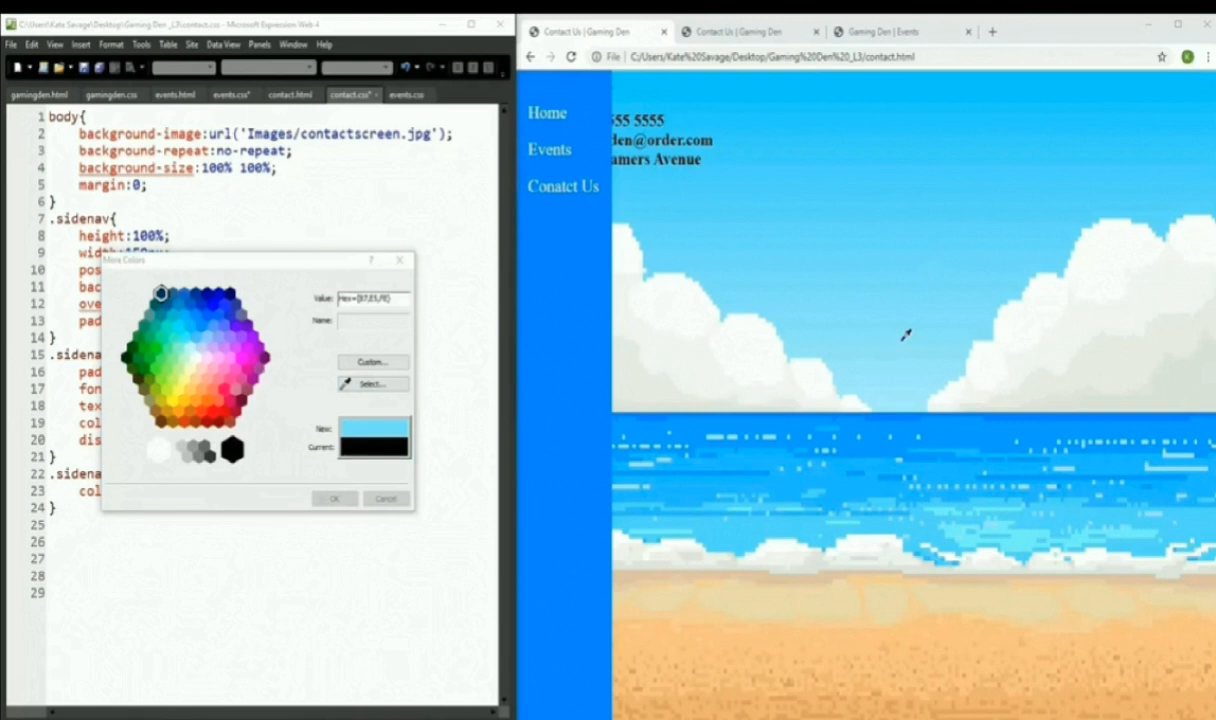 C:\Users\Kate Savage\Desktop\Gaming Den _L3\contact.css - Microsoft Expression Web 4
File Edit View Insert Format Tools Table Site Data View Panels Window Help
gamingden.html gamingden.css events.html events.css* contact.html contact.css* × events.css
1 body{
2 background-image:url('Images/contactscreen.jpg');
3 background-repeat:no-repeat;
4 background-size:100% 100%;
5 margin:0;
6 }
7 .sidenav{
8 height:100%;
9 wid
10 pos
11 bac
12 ove
13 pad
14 }
15 .sidena
16 pad
17 fon
18 tex
19 col
20 dis
21 }
22 .sidena
23 col
24 }
25
26
27
28
29
More Colors ? ×
Value:
Name:
Custom...
Select...
New:
Current:
OK Cancel
Contact Us | Gaming Den × Contact Us | Gaming Den × Gaming Den | Events × +
File | C:/Users/Kate%20Savage/Desktop/Gaming%20Den%20_L3/contact.html K
Home
Events
Conatct Us
555 5555
den@order.com
amers Avenue